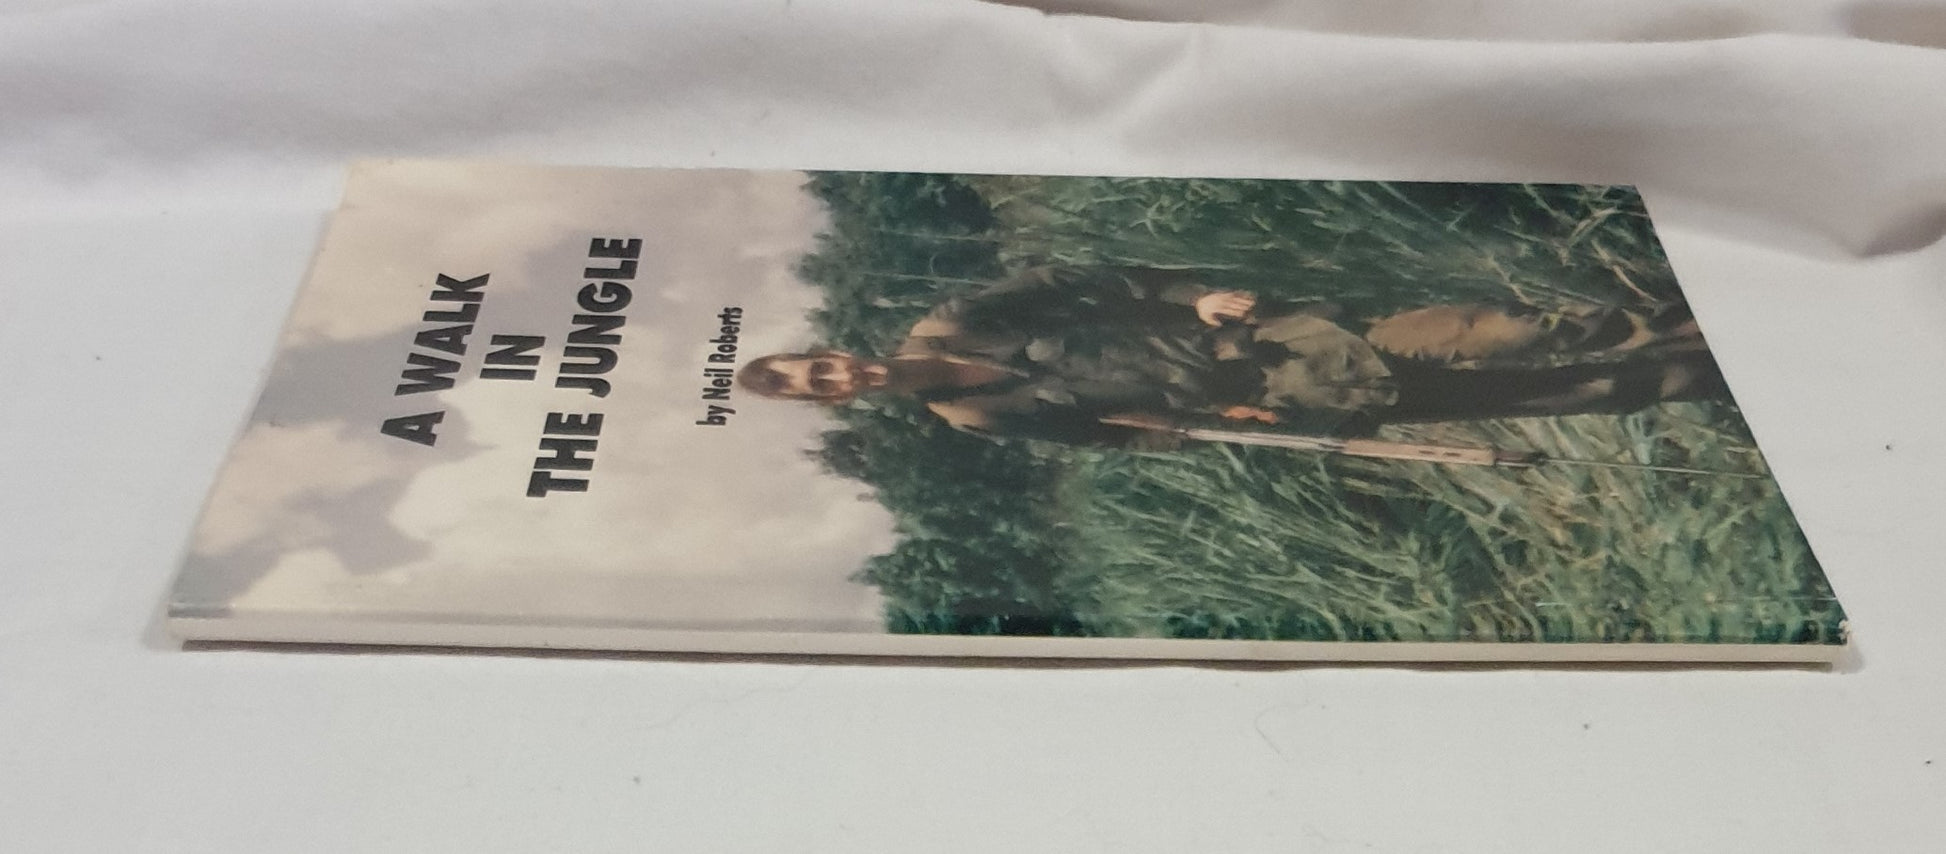 A WALK
IN
THE JUNGLE
by Neil Roberts